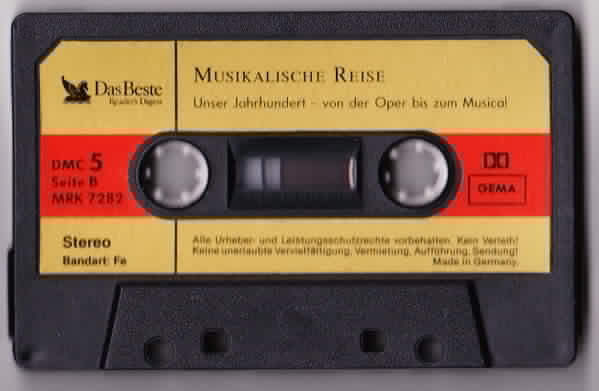 Das Beste
Reader's Digest
MUSIKALISCHE REISE
Unser Jahrhundert – von der Oper bis zum Musical
DMC 5
Seite B
MRK 7282
GEMA
Stereo
Bandart: Fe
Alle Urheber- und Leistungsschutzrechte vorbehalten. Kein Verleih!
Keine unerlaubte Vervielfältigung, Vermietung, Aufführung, Sendung!
Made in Germany.